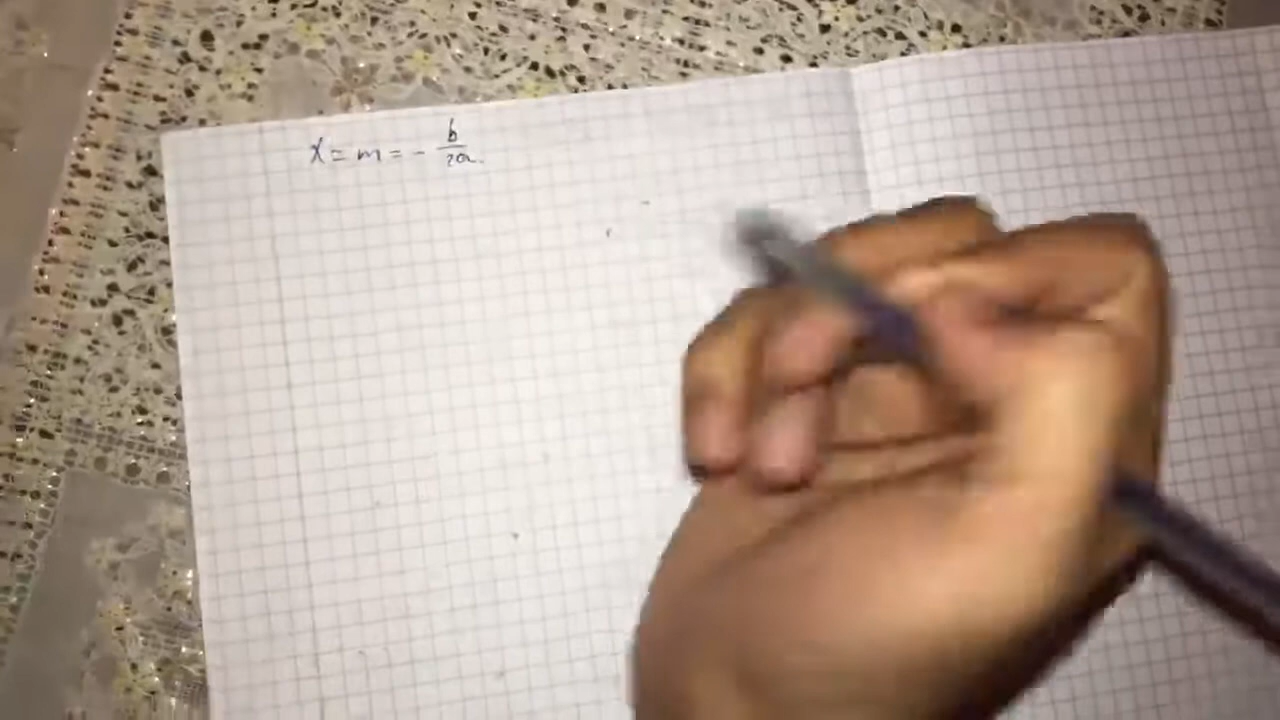 x = m = - b/2a